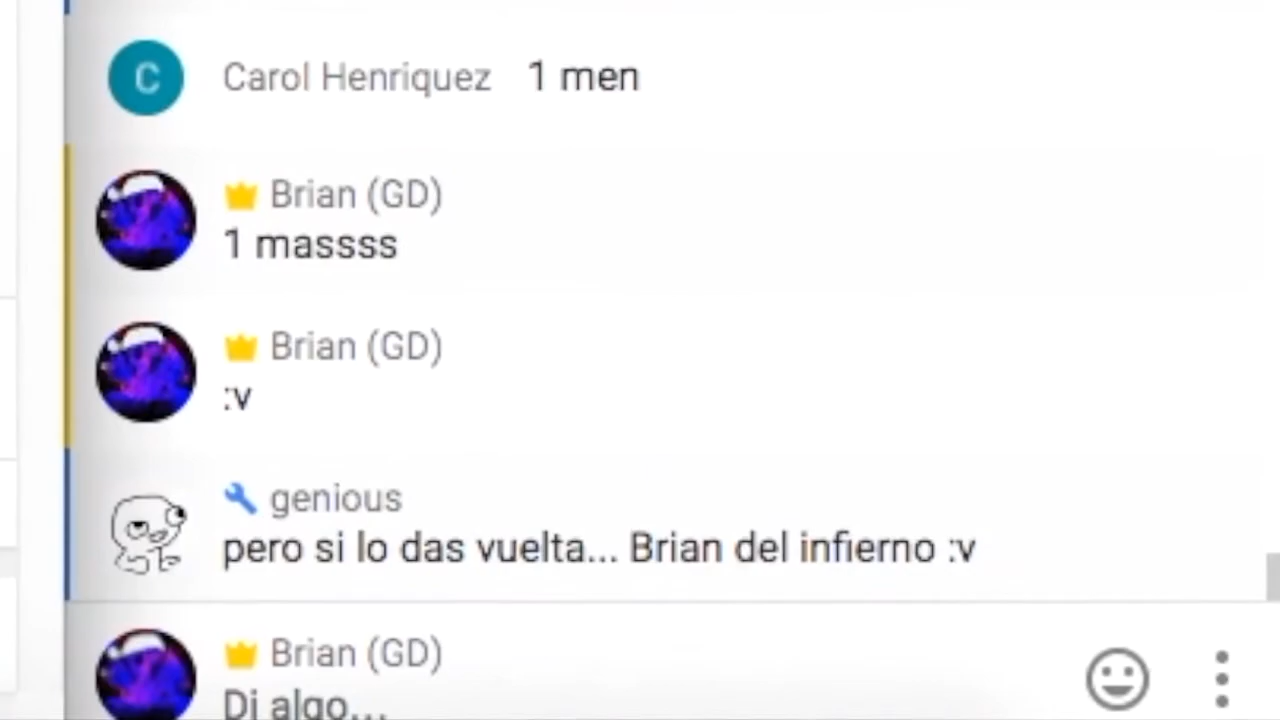 C
Carol Henriquez 1 men
Brian (GD)
1 massss
Brian (GD)
:v
genious
pero si lo das vuelta... Brian del infierno :v
Brian (GD)
Di algo...